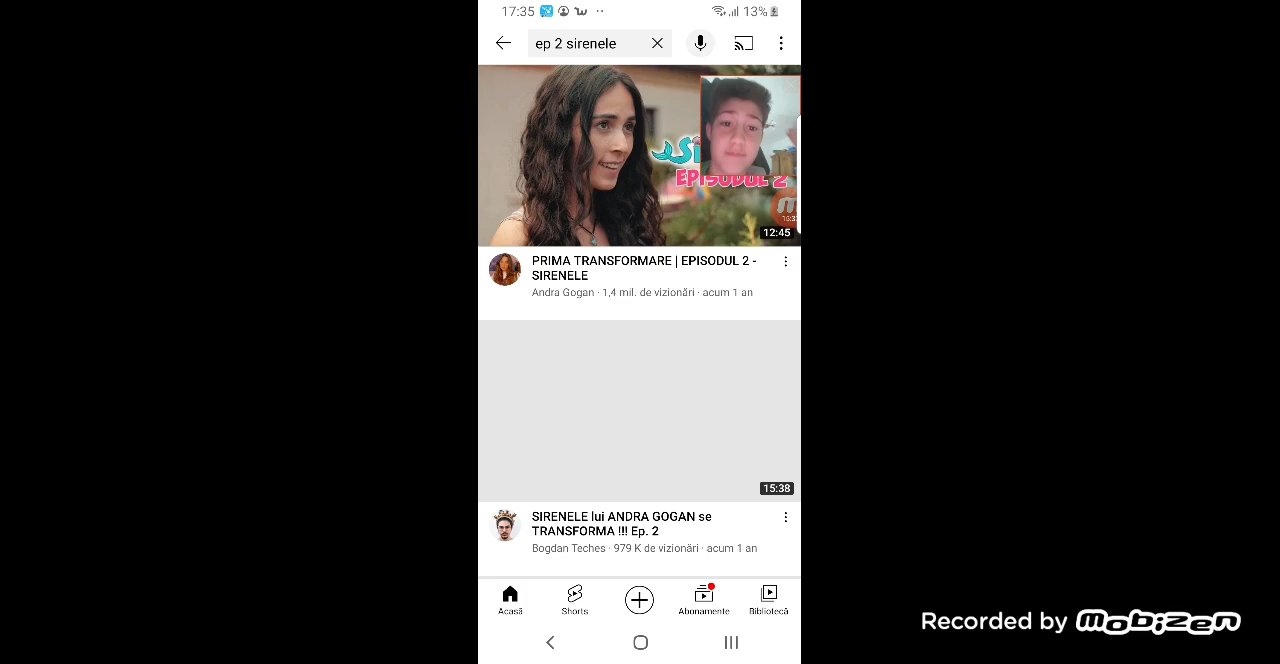 17:35 13%
ep 2 sirenele
EPISODUL 2
12:45
PRIMA TRANSFORMARE | EPISODUL 2 -
SIRENELE
Andra Gogan · 1,4 mil. de vizionări · acum 1 an
15:38
SIRENELE lui ANDRA GOGAN se
TRANSFORMA !!! Ep. 2
Bogdan Teches · 979 K de vizionări · acum 1 an
Acasă Shorts Abonamente Bibliotecă
Recorded by mobizen